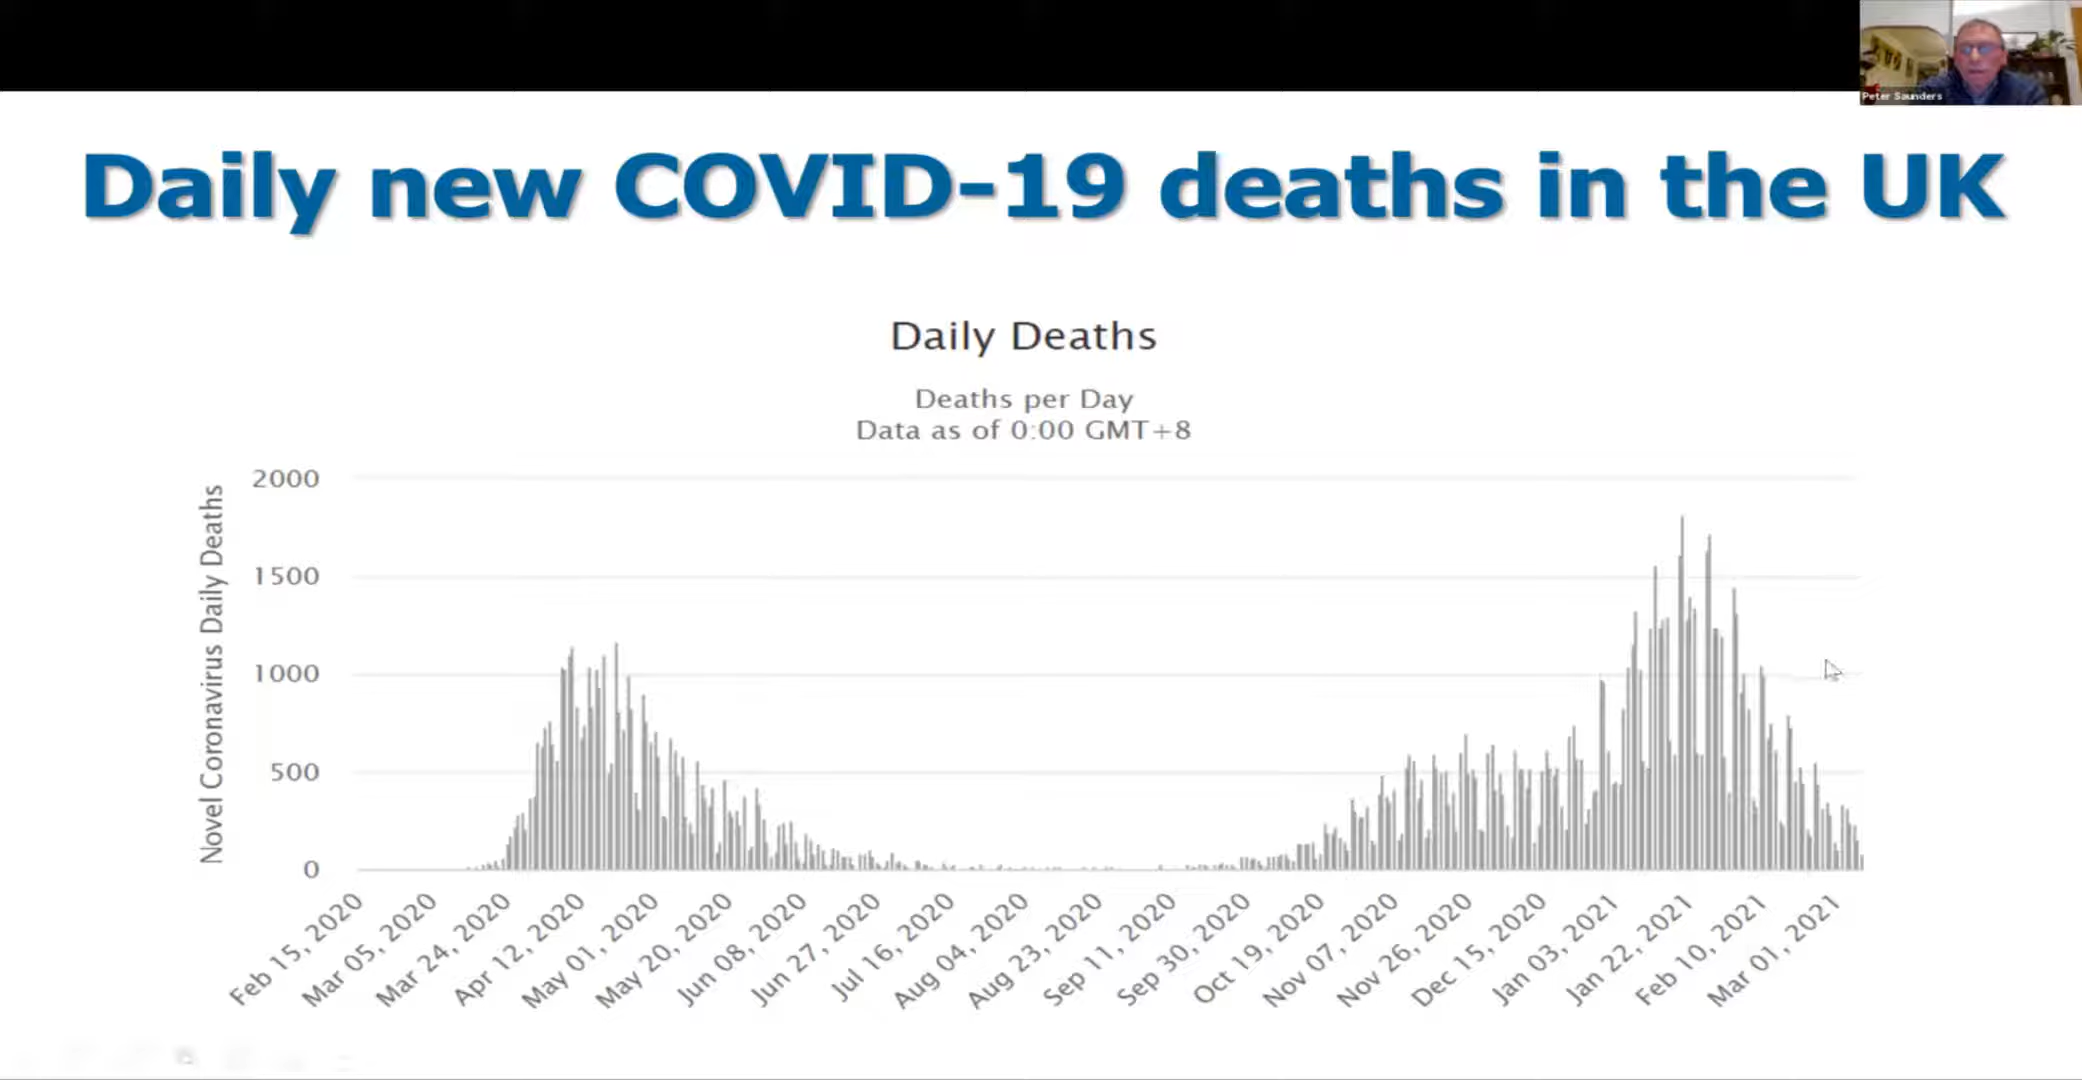 Peter Saunders
Daily new COVID-19 deaths in the UK
Daily Deaths
Deaths per Day
Data as of 0:00 GMT+8
Novel Coronavirus Daily Deaths
2000
1500
1000
500
0
Feb 15, 2020
Mar 05, 2020
Mar 24, 2020
Apr 12, 2020
May 01, 2020
May 20, 2020
Jun 08, 2020
Jun 27, 2020
Jul 16, 2020
Aug 04, 2020
Aug 23, 2020
Sep 11, 2020
Sep 30, 2020
Oct 19, 2020
Nov 07, 2020
Nov 26, 2020
Dec 15, 2020
Jan 03, 2021
Jan 22, 2021
Feb 10, 2021
Mar 01, 2021